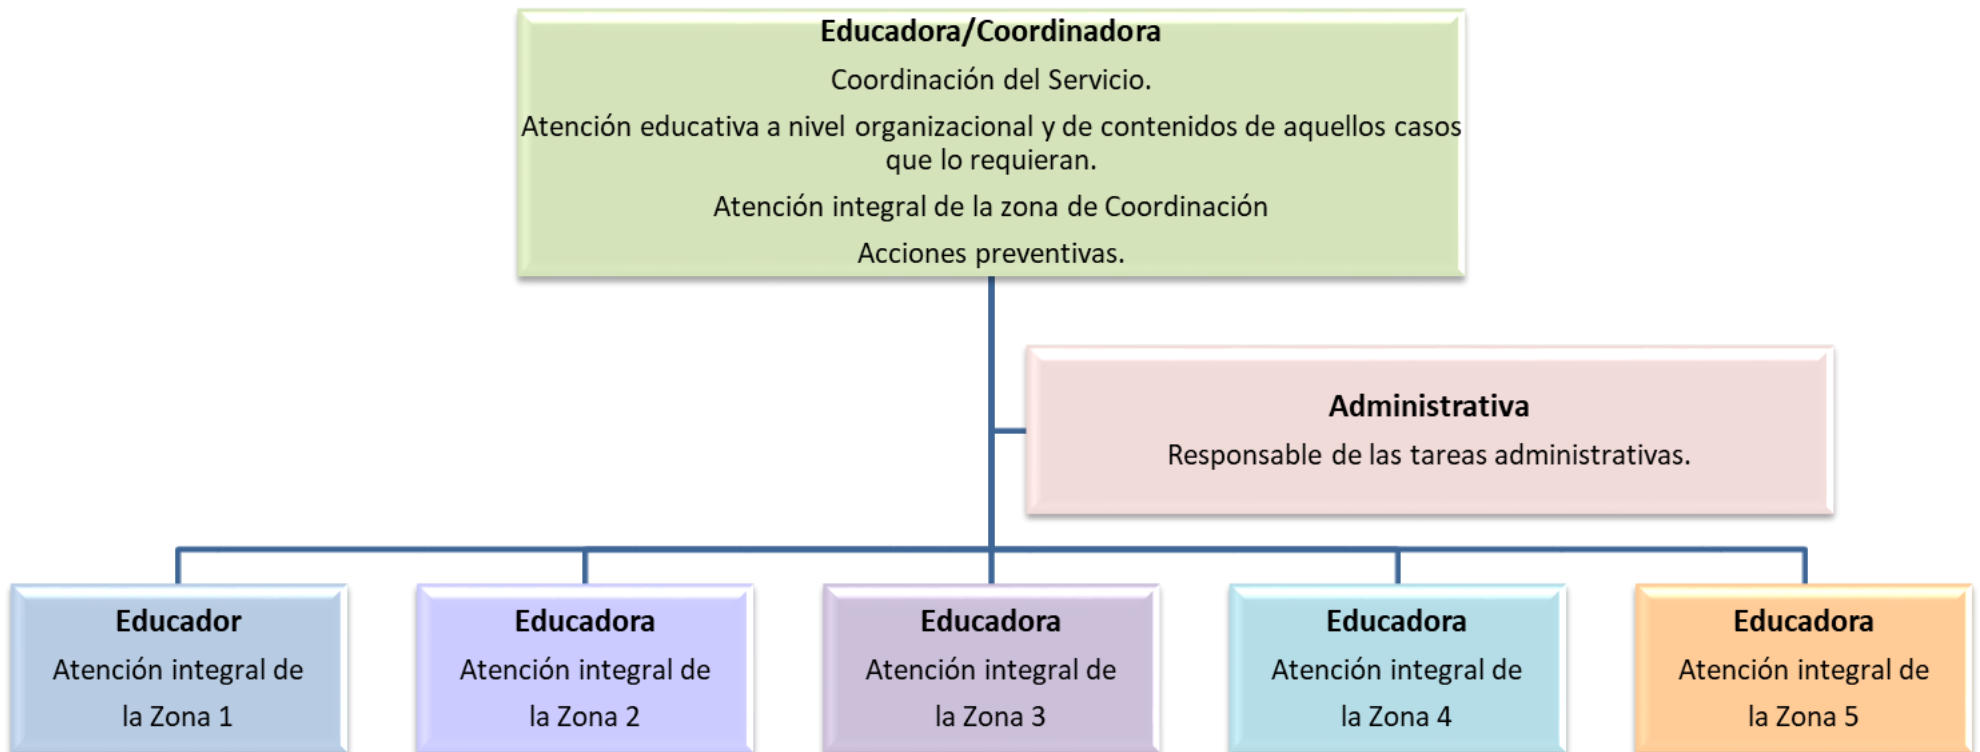 Educadora/Coordinadora
Coordinación del Servicio.
Atención educativa a nivel organizacional y de contenidos de aquellos casos
que lo requieran.
Atención integral de la zona de Coordinación
Acciones preventivas.
Administrativa
Responsable de las tareas administrativas.
Educador
Atención integral de
la Zona 1
Educadora
Atención integral de
la Zona 2
Educadora
Atención integral de
la Zona 3
Educadora
Atención integral de
la Zona 4
Educadora
Atención integral de
la Zona 5